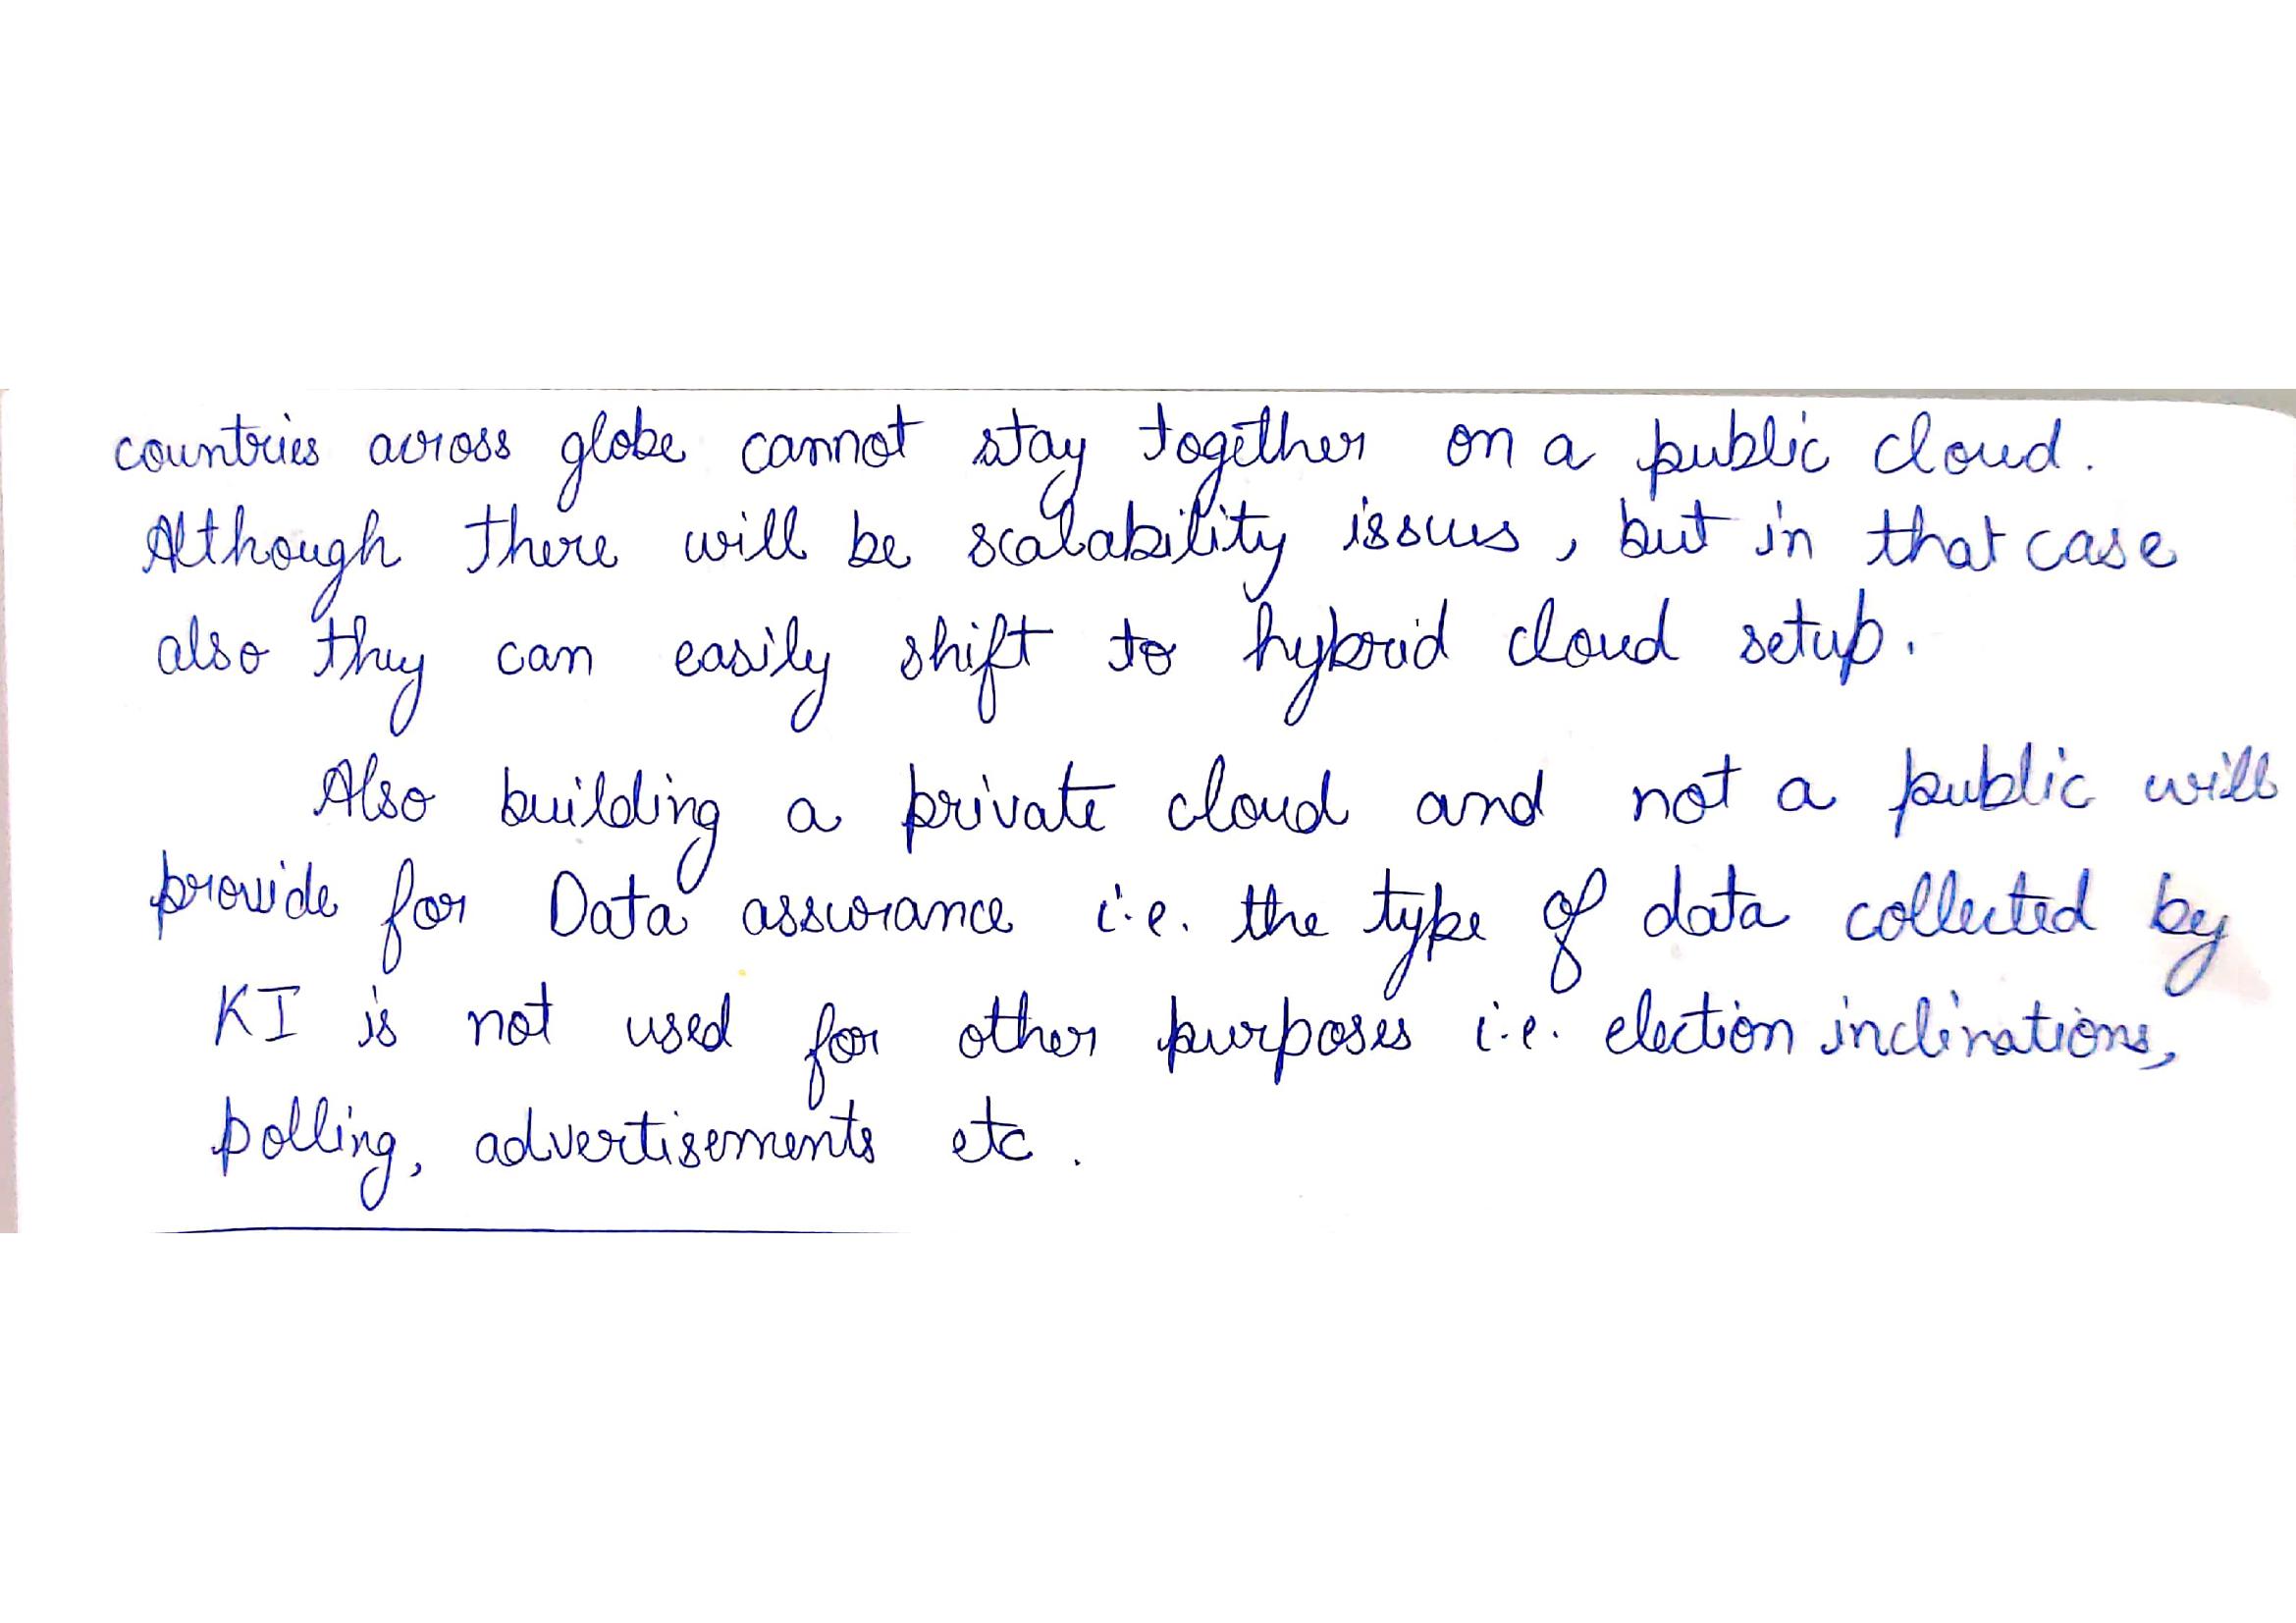 countries across globe cannot stay together on a public cloud.
Although there will be scalability issues, but in that case
also they can easily shift to hybrid cloud setup.
Also building a private cloud and not a public will
provide for Data assurance i.e. the type of data collected by
KI is not used for other purposes i.e. election inclinations,
polling, advertisements etc.